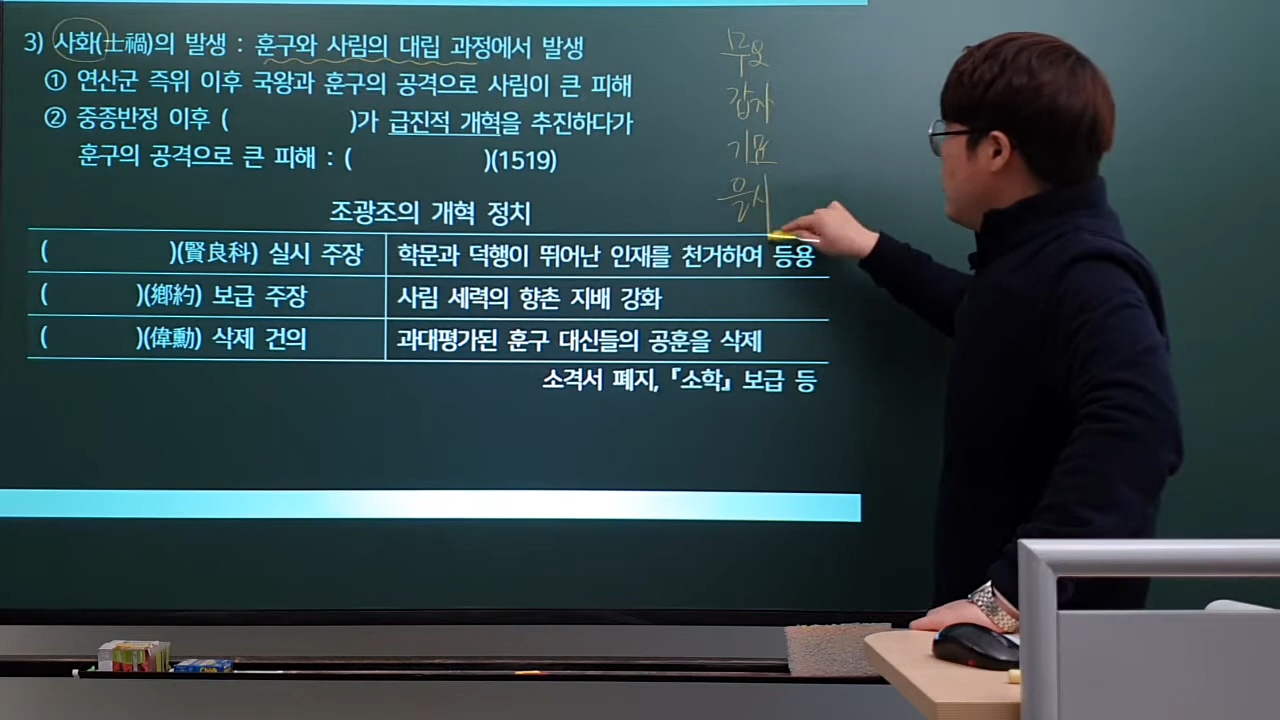 3) 사화(士禍)의 발생 : 훈구와 사림의 대립 과정에서 발생
① 연산군 즉위 이후 국왕과 훈구의 공격으로 사림이 큰 피해
② 중종반정 이후 ( )가 급진적 개혁을 추진하다가
훈구의 공격으로 큰 피해 : ( )(1519)
조광조의 개혁 정치
( )(賢良科) 실시 주장 학문과 덕행이 뛰어난 인재를 천거하여 등용
( )(鄕約) 보급 주장 사림 세력의 향촌 지배 강화
( )(偉勳) 삭제 건의 과대평가된 훈구 대신들의 공훈을 삭제
소격서 폐지, 『소학』 보급 등
무오
갑자
기묘
을사